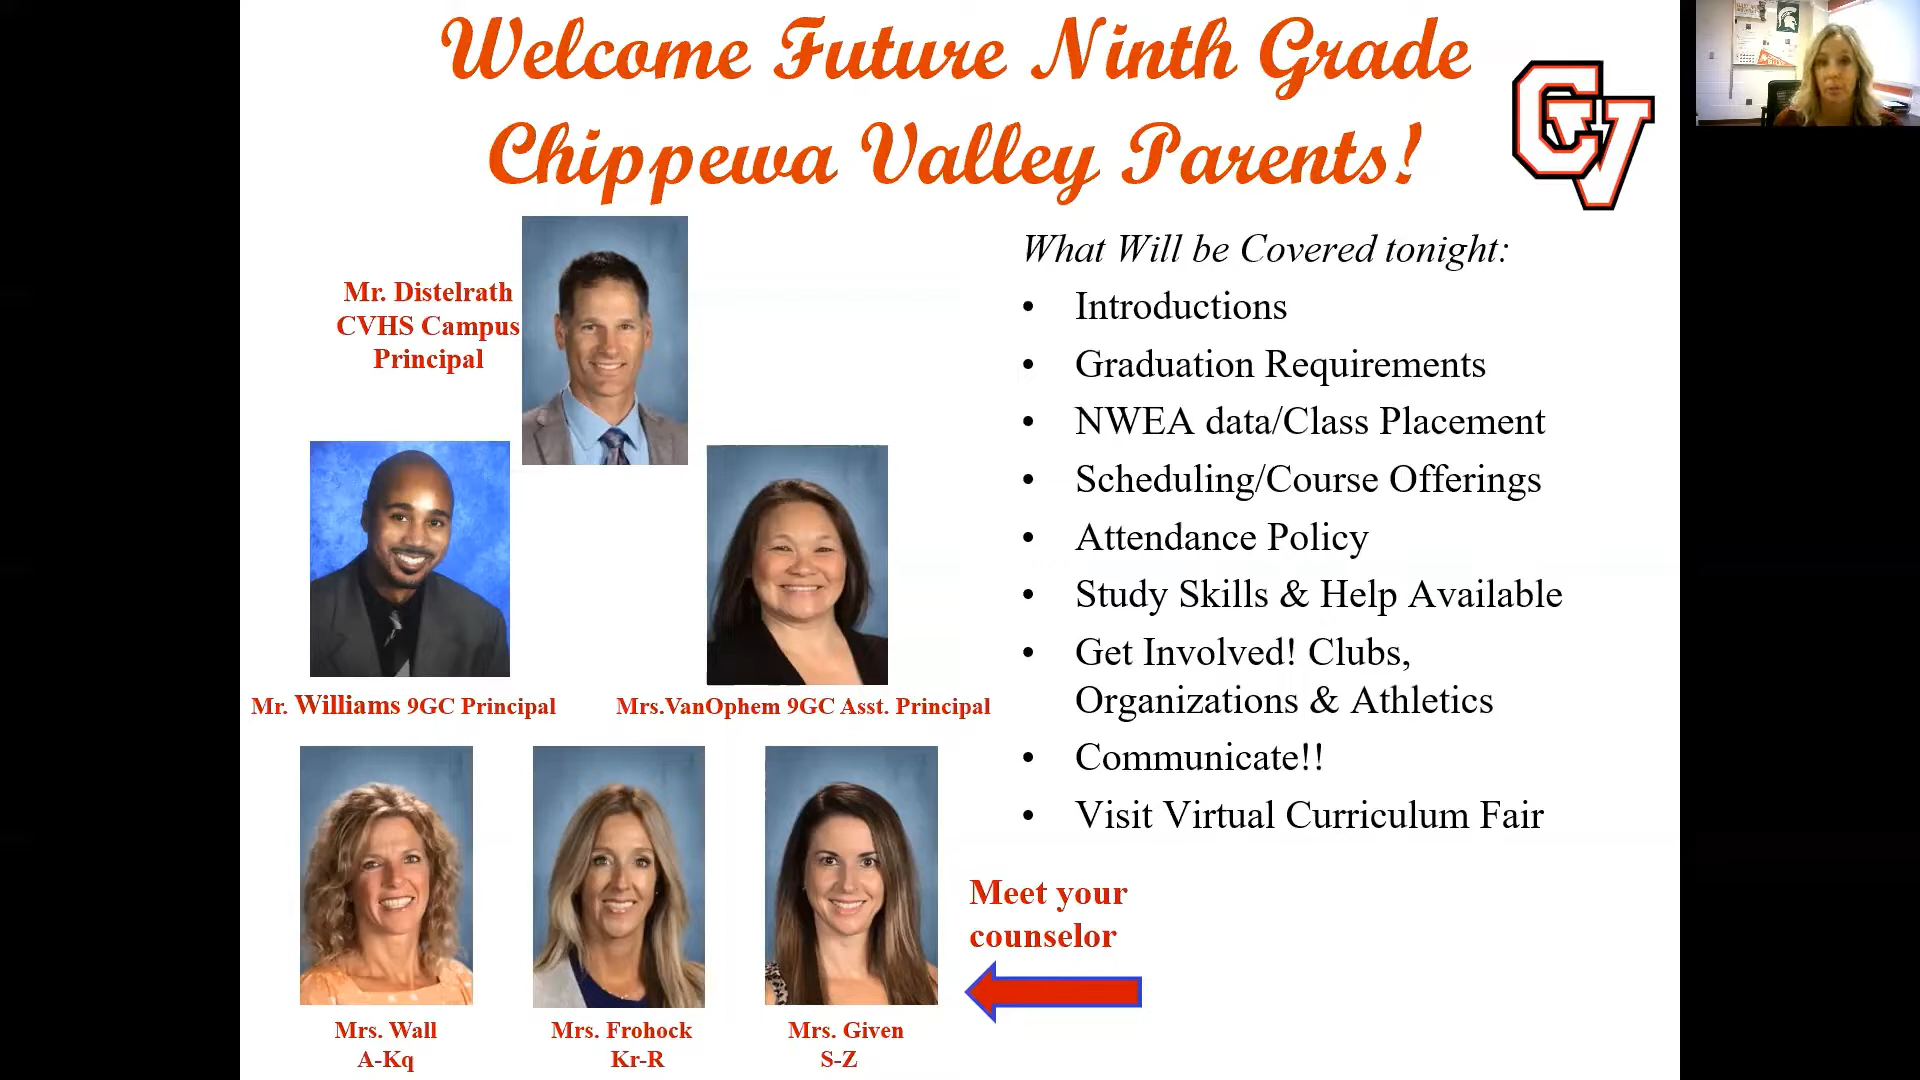 Welcome Future Ninth Grade
Chippewa Valley Parents!
CV
Mr. Distelrath
CVHS Campus
Principal
Mr. Williams 9GC Principal
Mrs.VanOphem 9GC Asst. Principal
Mrs. Wall
A-Kq
Mrs. Frohock
Kr-R
Mrs. Given
S-Z
What Will be Covered tonight:
• Introductions
• Graduation Requirements
• NWEA data/Class Placement
• Scheduling/Course Offerings
• Attendance Policy
• Study Skills & Help Available
• Get Involved! Clubs,
Organizations & Athletics
• Communicate!!
• Visit Virtual Curriculum Fair
Meet your
counselor